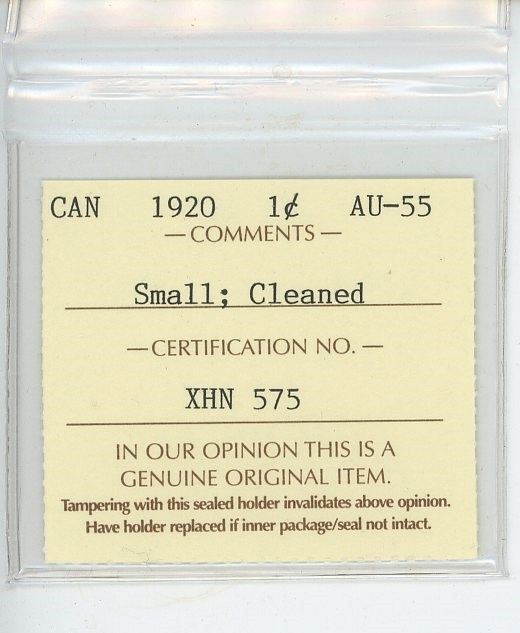 CAN 1920 1¢ AU-55
— COMMENTS —
Small; Cleaned
— CERTIFICATION NO. —
XHN 575
IN OUR OPINION THIS IS A
GENUINE ORIGINAL ITEM.
Tampering with this sealed holder invalidates above opinion.
Have holder replaced if inner package/seal not intact.